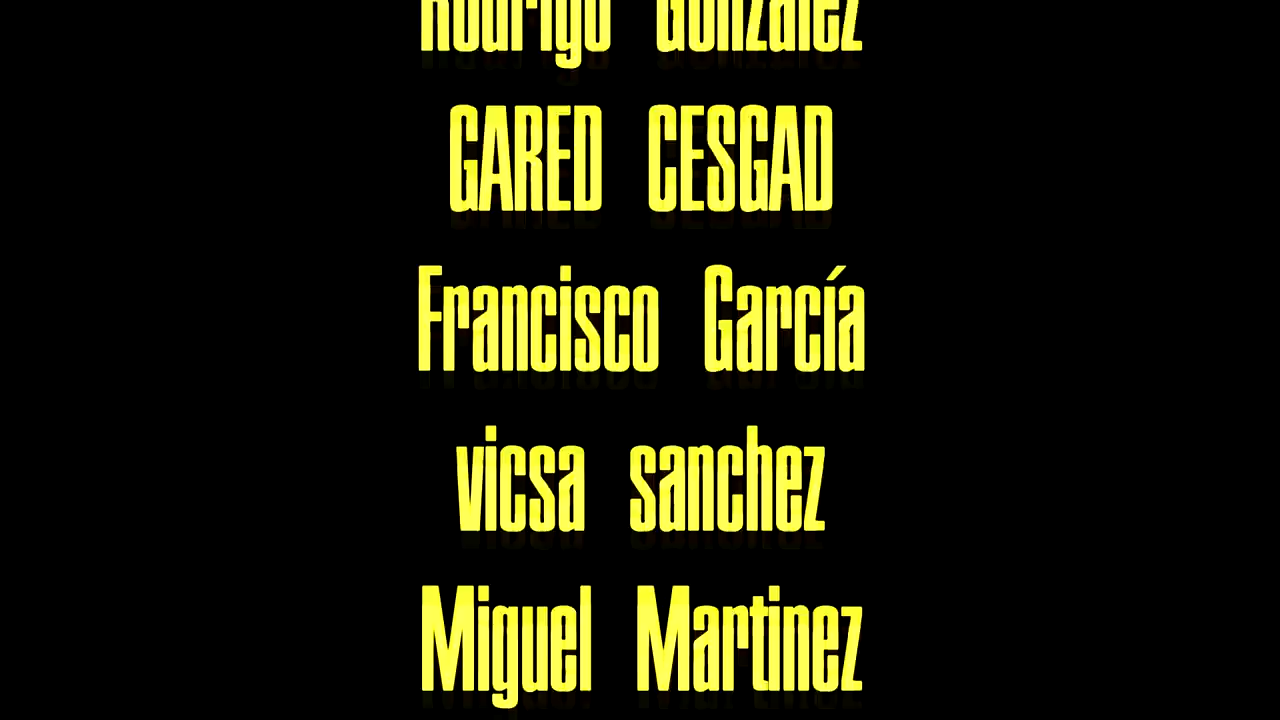 Rodrigo González
GARED CESGAD
Francisco García
vicsa sanchez
Miguel Martinez